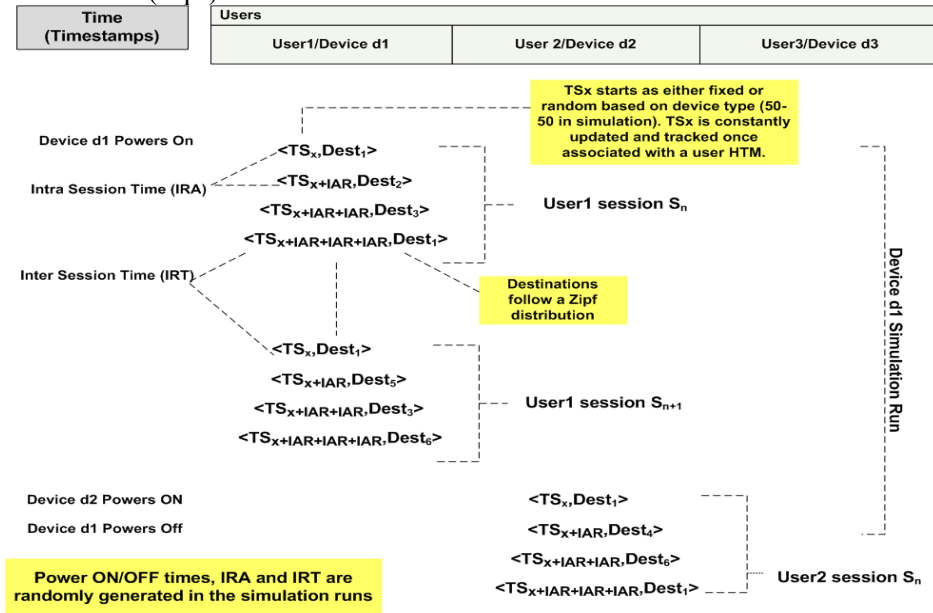 Time
(Timestamps)
Users
User1/Device d1
User 2/Device d2
User3/Device d3
TSx starts as either fixed or
random based on device type (50-
50 in simulation). TSx is constantly
updated and tracked once
associated with a user HTM.
Device d1 Powers On
<TSx,Dest1>
Intra Session Time (IRA)
<TSx+IAR,Dest2>
<TSx+IAR+IAR,Dest3>
<TSx+IAR+IAR+IAR,Dest1>
User1 session Sn
Inter Session Time (IRT)
Destinations
follow a Zipf
distribution
Device d1 Simulation Run
<TSx,Dest1>
<TSx+IAR,Dest5>
<TSx+IAR+IAR,Dest3>
<TSx+IAR+IAR+IAR,Dest6>
User1 session Sn+1
Device d2 Powers ON
Device d1 Powers Off
<TSx,Dest1>
<TSx+IAR,Dest4>
<TSx+IAR+IAR,Dest6>
<TSx+IAR+IAR+IAR,Dest1>
User2 session Sn
Power ON/OFF times, IRA and IRT are
randomly generated in the simulation runs